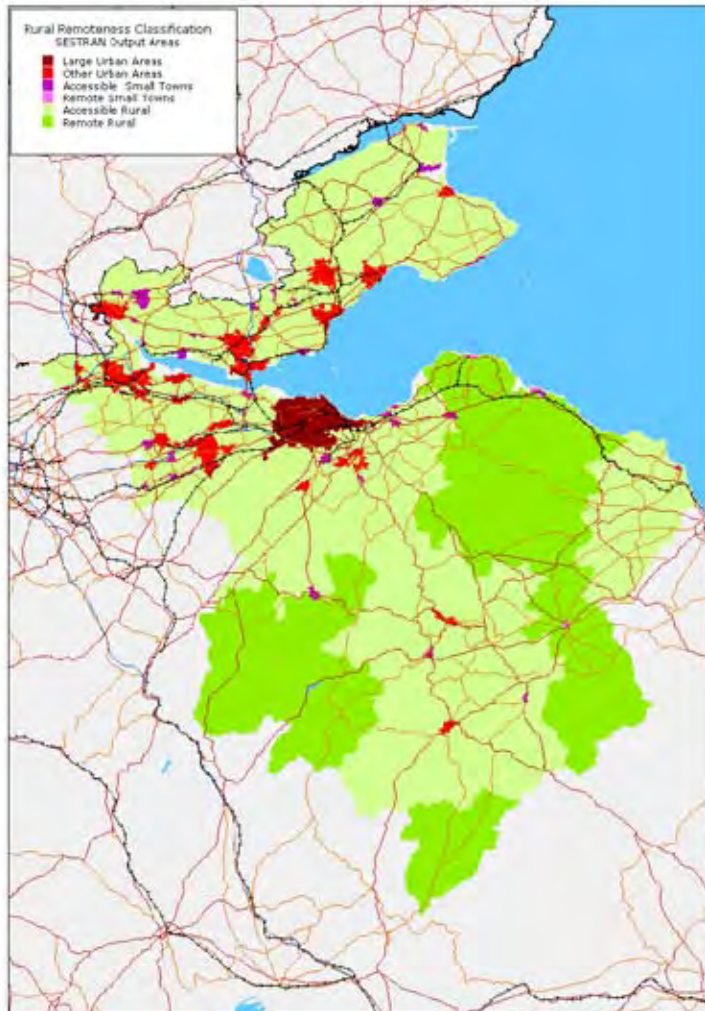 Rural Remoteness Classification
SESTRAN Output Areas
Large Urban Areas
Other Urban Areas
Accessible Small Towns
Remote Small Towns
Accessible Rural
Remote Rural